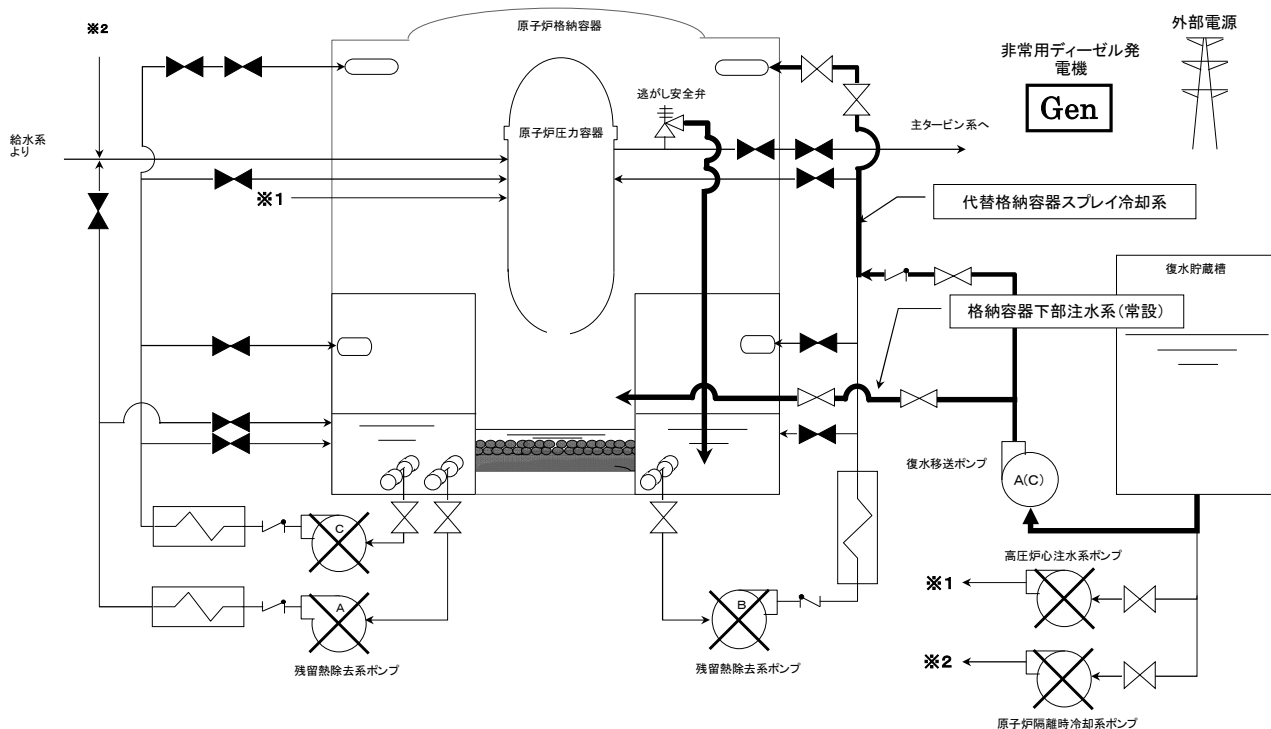 ※2
原子炉格納容器
外部電源
非常用ディーゼル発
電機
Gen
逃がし安全弁
給水系
より
原子炉圧力容器
主タービン系へ
※1
代替格納容器スプレイ冷却系
復水貯蔵槽
格納容器下部注水系(常設)
復水移送ポンプ
A(C)
C
高圧炉心注水系ポンプ
※1
A
B
残留熱除去系ポンプ
残留熱除去系ポンプ
※2
原子炉隔離時冷却系ポンプ